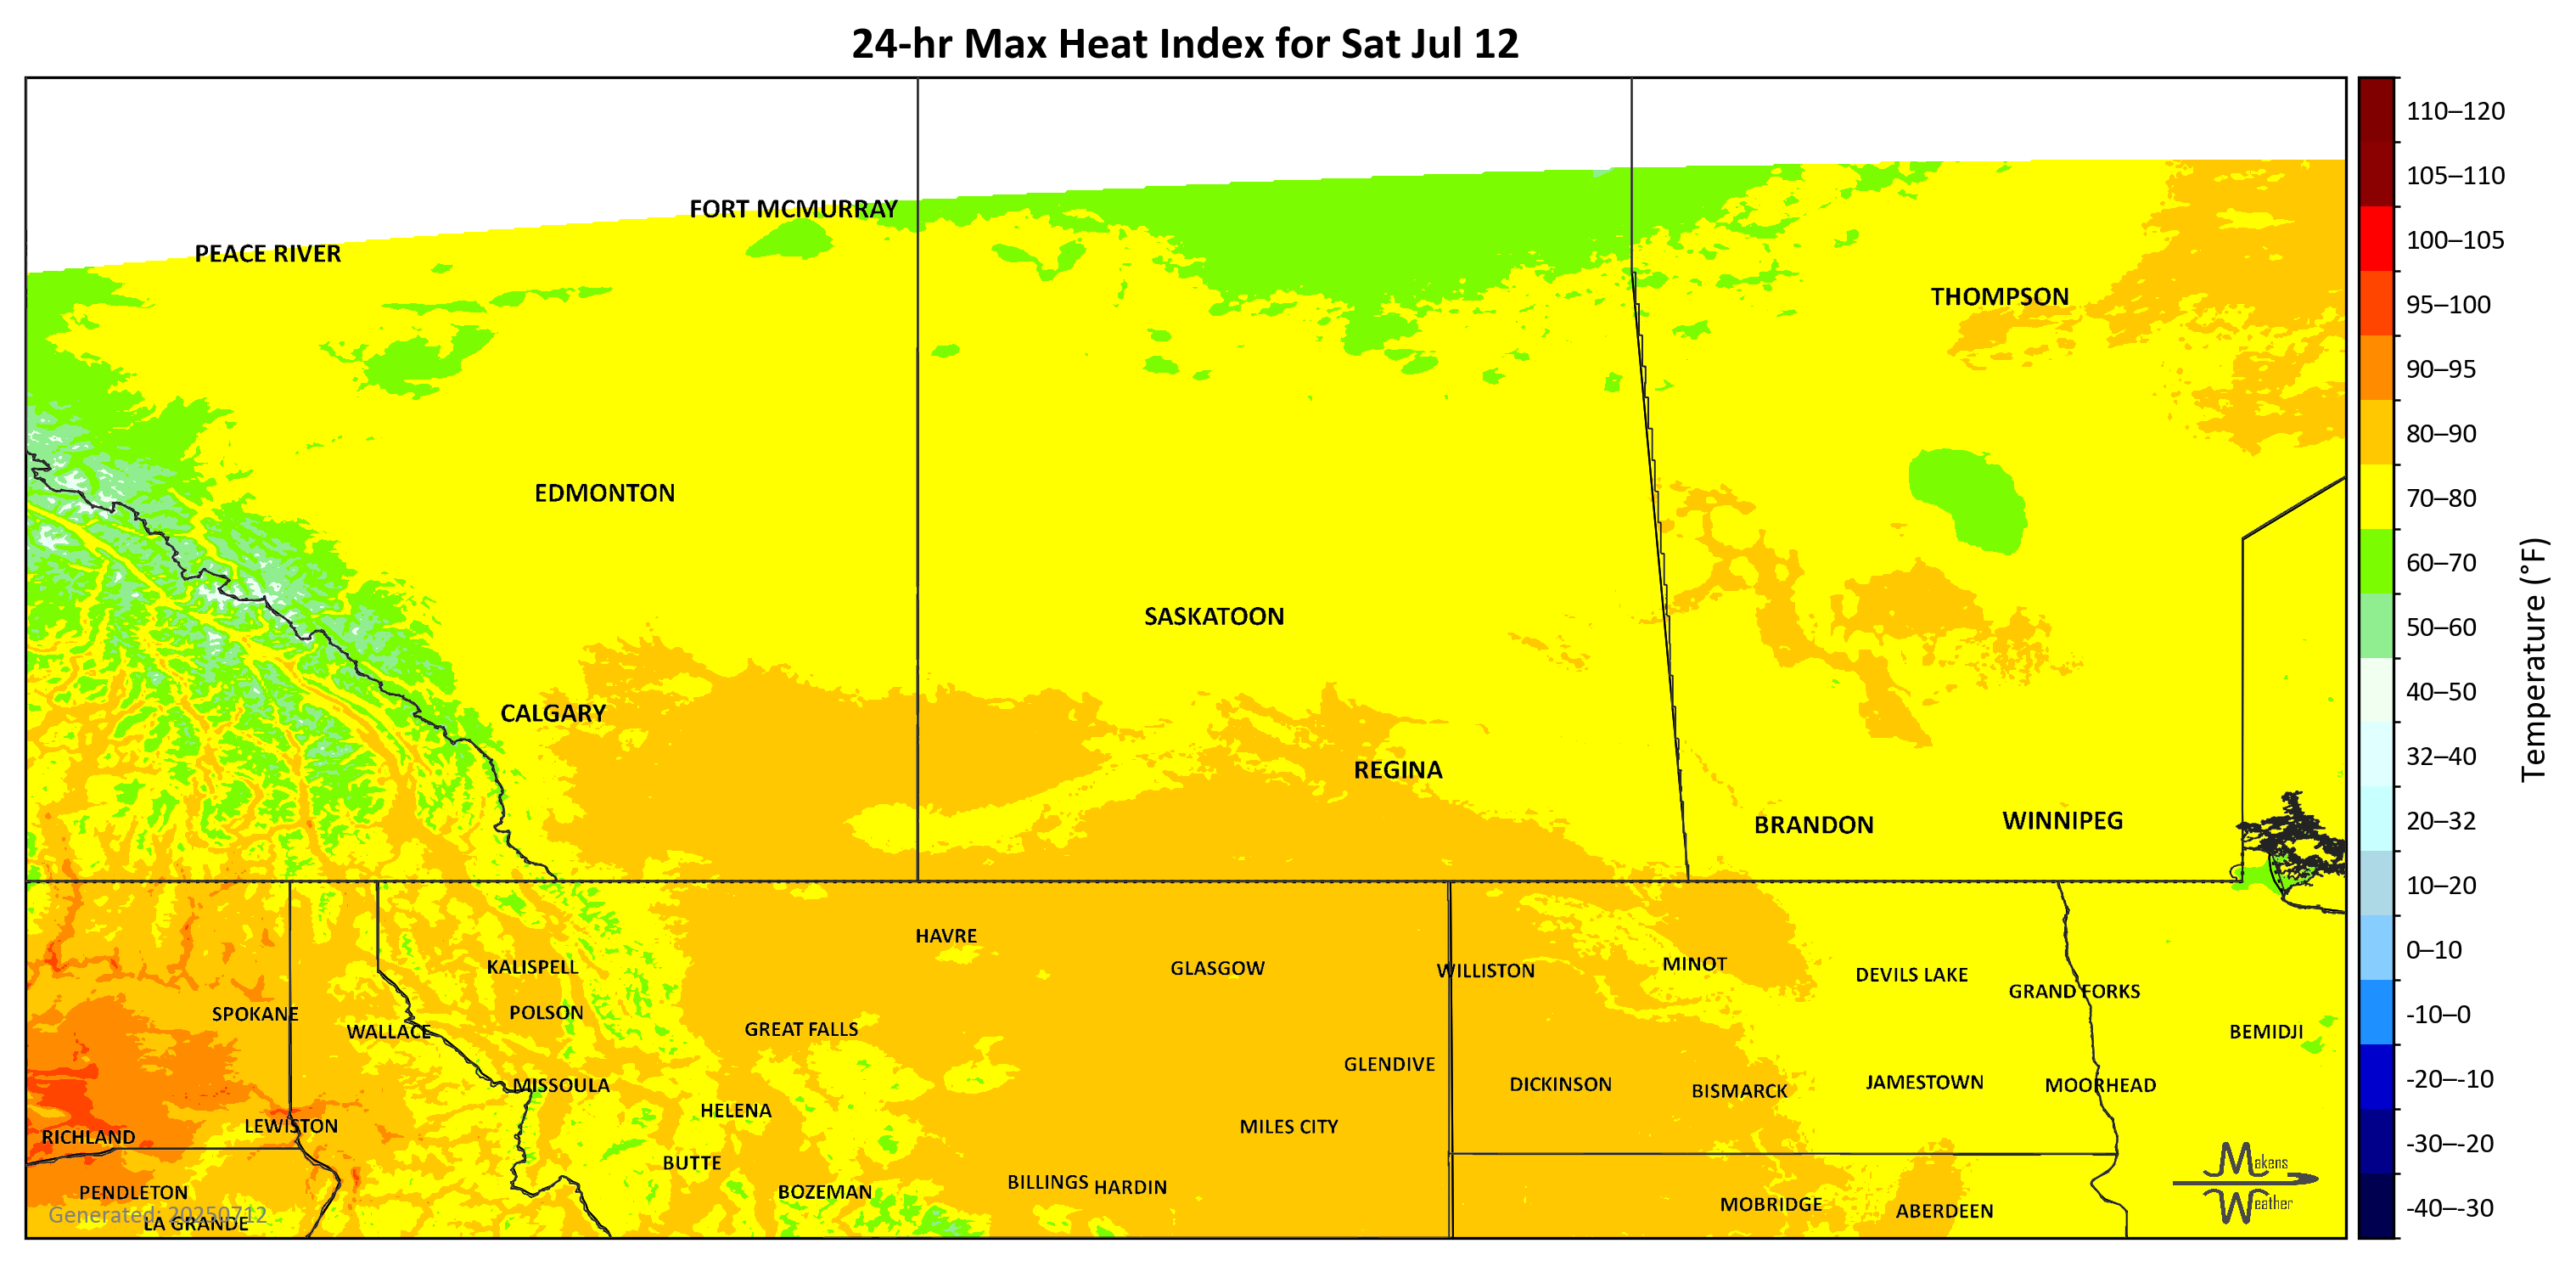 24-hr Max Heat Index for Sat Jul 12
FORT MCMURRAY
PEACE RIVER
THOMPSON
EDMONTON
SASKATOON
CALGARY
REGINA
BRANDON
WINNIPEG
HAVRE
KALISPELL
GLASGOW
WILLISTON
MINOT
DEVILS LAKE
GRAND FORKS
SPOKANE
POLSON
WALLACE
GREAT FALLS
BEMIDJI
GLENDIVE
MISSOULA
DICKINSON
BISMARCK
JAMESTOWN
MOORHEAD
HELENA
LEWISTON
MILES CITY
RICHLAND
BUTTE
PENDLETON
BOZEMAN
BILLINGS
HARDIN
MOBRIDGE
ABERDEEN
Generated: 20250712
LA GRANDE
Makens
Weather
110–120
105–110
100–105
95–100
90–95
80–90
70–80
60–70
50–60
40–50
32–40
20–32
10–20
0–10
-10–0
-20–-10
-30–-20
-40–-30
Temperature (°F)